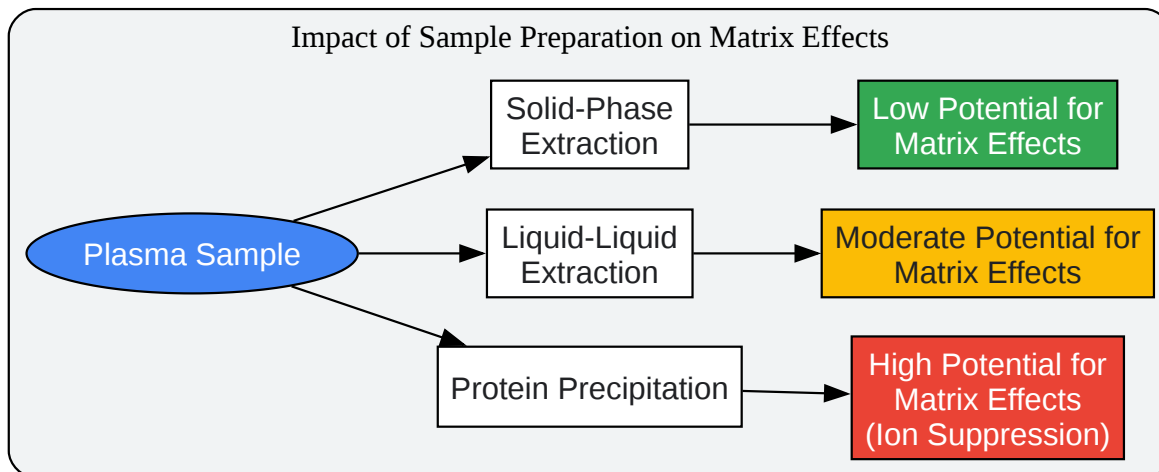 Impact of Sample Preparation on Matrix Effects
Solid-Phase
Extraction
Low Potential for
Matrix Effects
Plasma Sample
Liquid-Liquid
Extraction
Moderate Potential for
Matrix Effects
Protein Precipitation
High Potential for
Matrix Effects
(Ion Suppression)